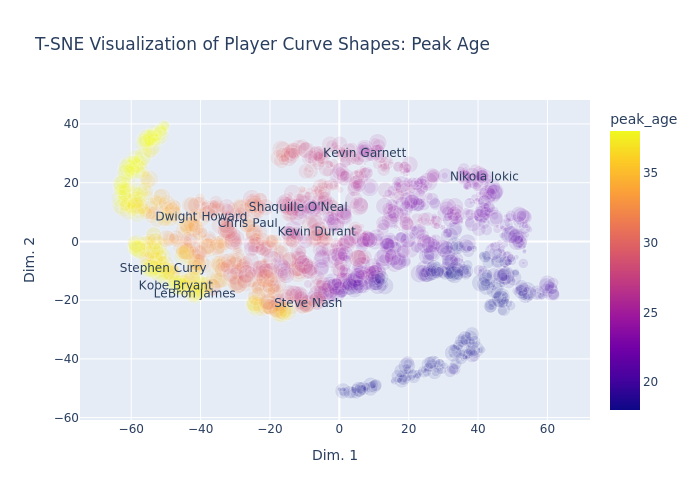 T-SNE Visualization of Player Curve Shapes: Peak Age
peak_age
40
20
0
−20
−40
−60
Dim. 2
Kevin Garnett
Nikola Jokic
Shaquille O'Neal
Dwight Howard
Chris Paul
Kevin Durant
Stephen Curry
Kobe Bryant
LeBron James
Steve Nash
35
30
25
20
−60
−40
−20
0
20
40
60
Dim. 1